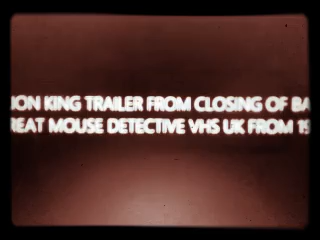 ION KING TRAILER FROM CLOSING OF BA
REAT MOUSE DETECTIVE VHS UK FROM 19